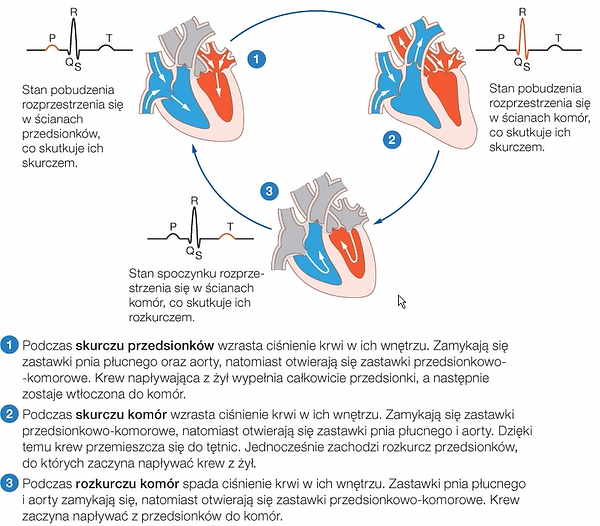 R
P
T
Q
S
Stan pobudzenia
rozprzestrzenia się
w ścianach
przedsionków,
co skutkuje ich
skurczem.
1
R
P
T
Q
S
Stan pobudzenia
rozprzestrzenia się
w ścianach komór,
co skutkuje ich
skurczem.
2
3
R
P
T
Q
S
Stan spoczynku rozprze-
strzenia się w ścianach
komór, co skutkuje ich
rozkurczem.
1 Podczas skurczu przedsionków wzrasta ciśnienie krwi w ich wnętrzu. Zamykają się
zastawki pnia płucnego oraz aorty, natomiast otwierają się zastawki przedsionkowo-
-komorowe. Krew napływająca z żył wypełnia całkowicie przedsionki, a następnie
zostaje wtłoczona do komór.
2 Podczas skurczu komór wzrasta ciśnienie krwi w ich wnętrzu. Zamykają się zastawki
przedsionkowo-komorowe, natomiast otwierają się zastawki pnia płucnego i aorty. Dzięki
temu krew przemieszcza się do tętnic. Jednocześnie zachodzi rozkurcz przedsionków,
do których zaczyna napływać krew z żył.
3 Podczas rozkurczu komór spada ciśnienie krwi w ich wnętrzu. Zastawki pnia płucnego
i aorty zamykają się, natomiast otwierają się zastawki przedsionkowo-komorowe. Krew
zaczyna napływać z przedsionków do komór.